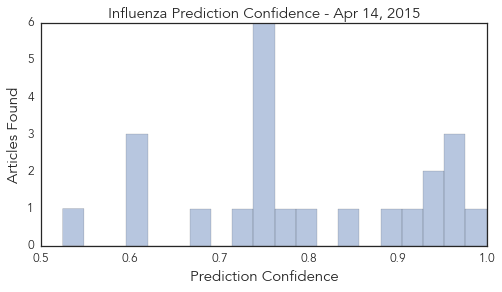 Influenza Prediction Confidence - Apr 14, 2015
6
5
4
3
2
1
0
Articles Found
0.5 0.6 0.7 0.8 0.9 1.0
Prediction Confidence